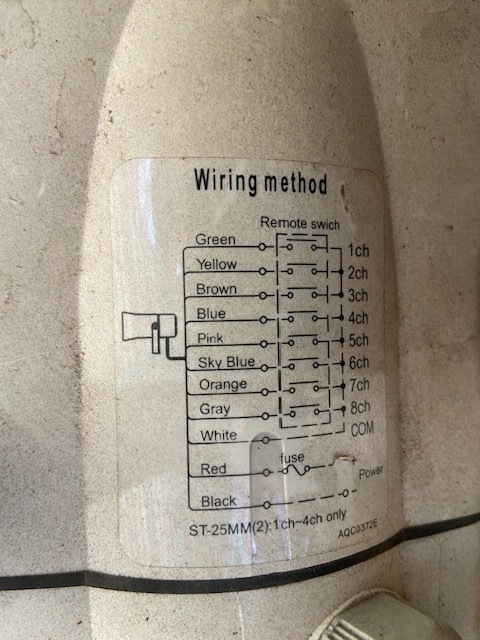 Wiring method
Remote swich
Green 1ch
Yellow 2ch
Brown 3ch
Blue 4ch
Pink 5ch
Sky Blue 6ch
Orange 7ch
Gray 8ch
White COM
Red fuse +
Power
Black -
ST-25MM(2):1ch~4ch only
AQC0372E